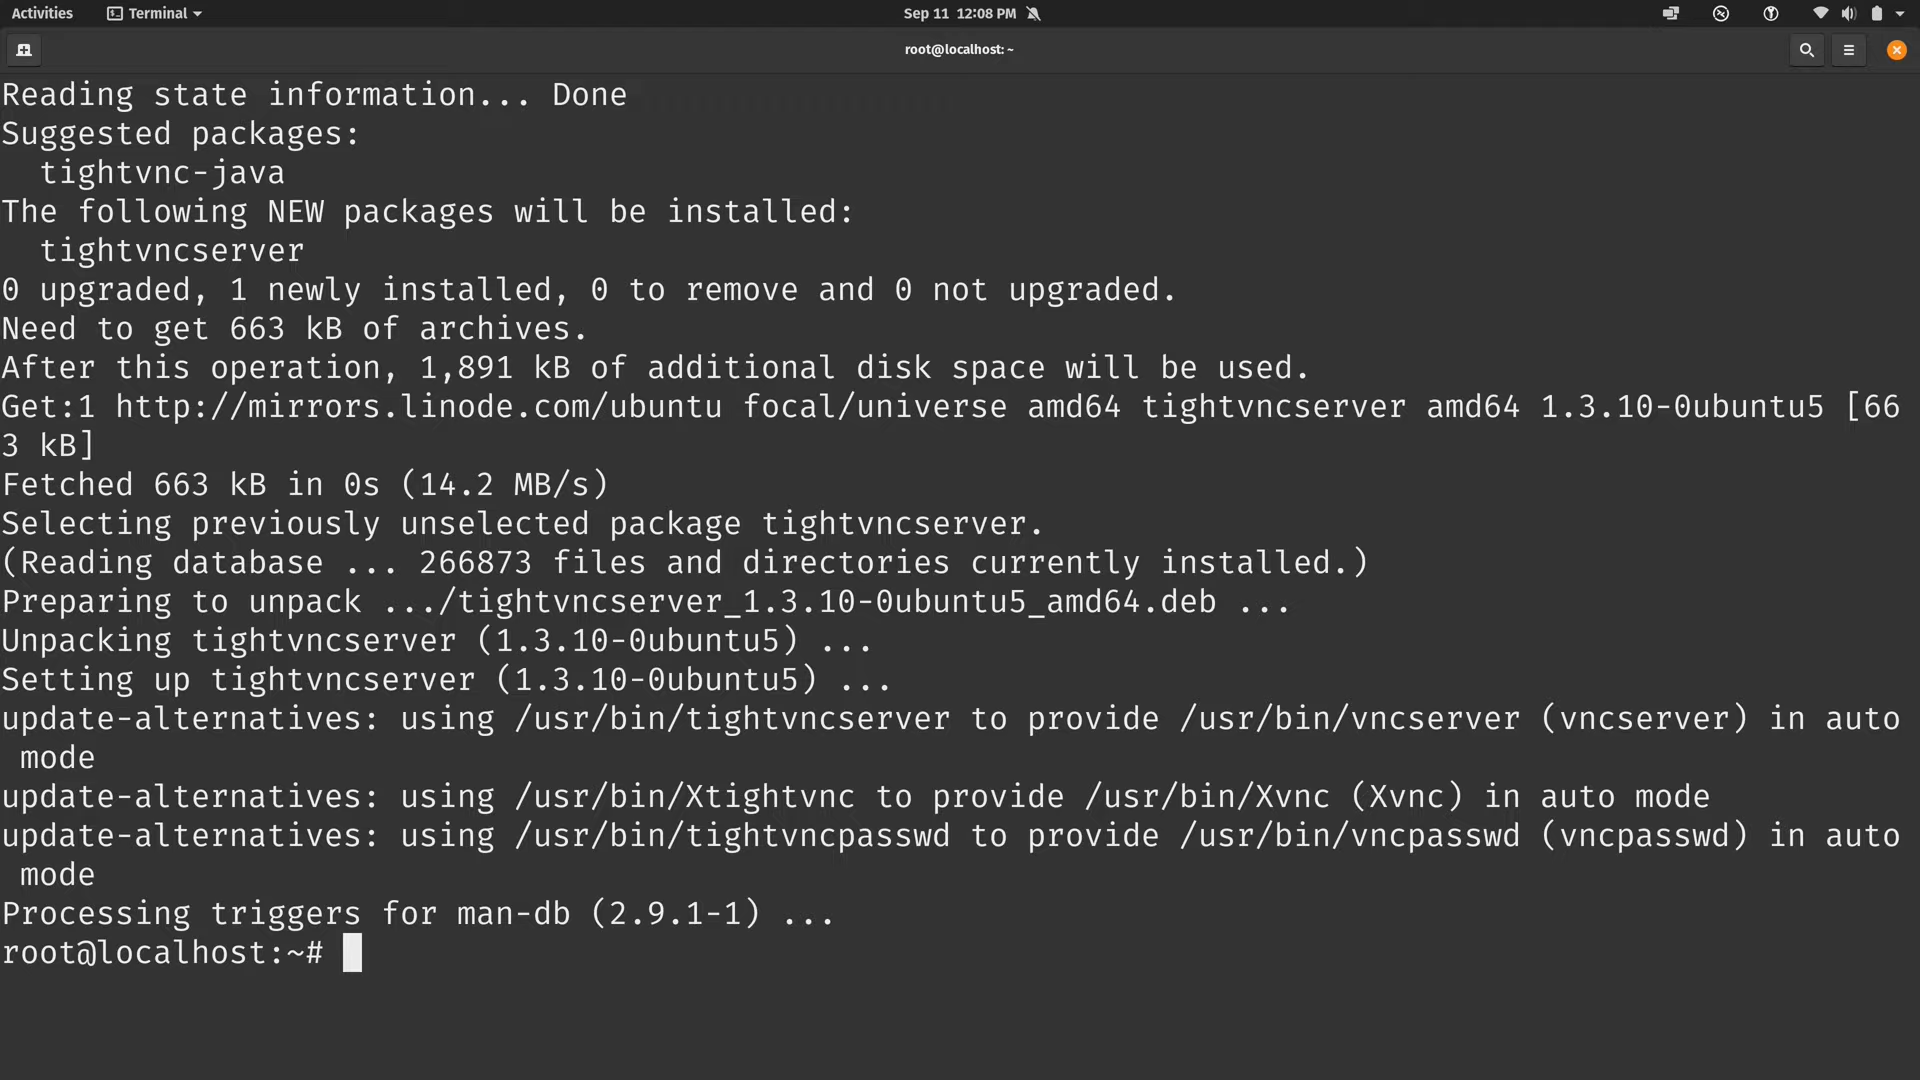 Activities Terminal Sep 11 12:08 PM
root@localhost: ~
Reading state information... Done
Suggested packages:
  tightvnc-java
The following NEW packages will be installed:
  tightvncserver
0 upgraded, 1 newly installed, 0 to remove and 0 not upgraded.
Need to get 663 kB of archives.
After this operation, 1,891 kB of additional disk space will be used.
Get:1 http://mirrors.linode.com/ubuntu focal/universe amd64 tightvncserver amd64 1.3.10-0ubuntu5 [66
3 kB]
Fetched 663 kB in 0s (14.2 MB/s)
Selecting previously unselected package tightvncserver.
(Reading database ... 266873 files and directories currently installed.)
Preparing to unpack .../tightvncserver_1.3.10-0ubuntu5_amd64.deb ...
Unpacking tightvncserver (1.3.10-0ubuntu5) ...
Setting up tightvncserver (1.3.10-0ubuntu5) ...
update-alternatives: using /usr/bin/tightvncserver to provide /usr/bin/vncserver (vncserver) in auto
 mode
update-alternatives: using /usr/bin/Xtightvnc to provide /usr/bin/Xvnc (Xvnc) in auto mode
update-alternatives: using /usr/bin/tightvncpasswd to provide /usr/bin/vncpasswd (vncpasswd) in auto
 mode
Processing triggers for man-db (2.9.1-1) ...
root@localhost:~#